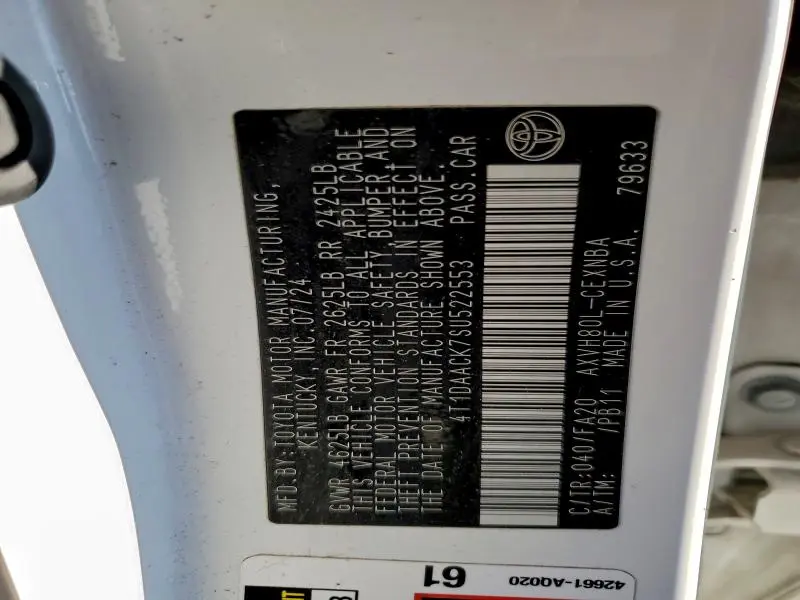 MFD.BY:TOYOTA MOTOR MANUFACTURING,
KENTUCKY, INC.07/24
GVWR 4625LB GAWR FR 2625LB RR 2425LB
THIS VEHICLE CONFORMS TO ALL APPLICABLE
FEDERAL MOTOR VEHICLE SAFETY, BUMPER, AND
THEFT PREVENTION STANDARDS IN EFFECT ON
THE DATE OF MANUFACTURE SHOWN ABOVE.
4T1DAACK7SU522553 PASS.CAR
C/TR:040/FA20 AXVH80L-CEXNBA
A/TM: /PB11 MADE IN U.S.A. 79633
61
42661-AQ020